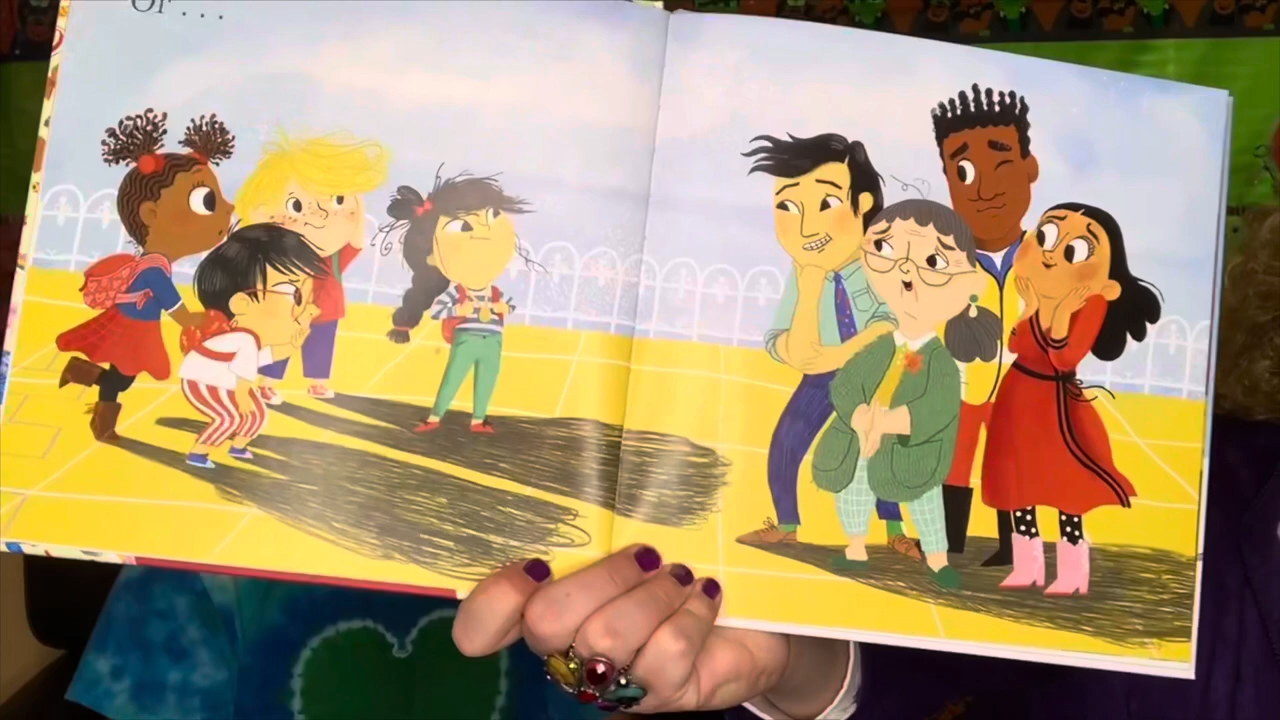 Or . . .